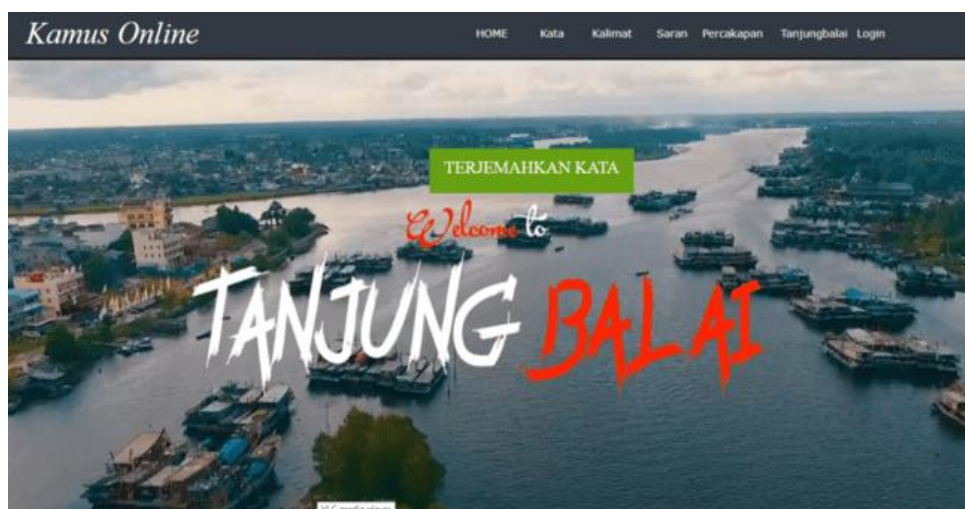 Kamus Online
HOME Kata Kalimat Saran Percakapan Tanjungbalai Login
TERJEMAHKAN KATA
Welcome to
TANJUNG BALAI